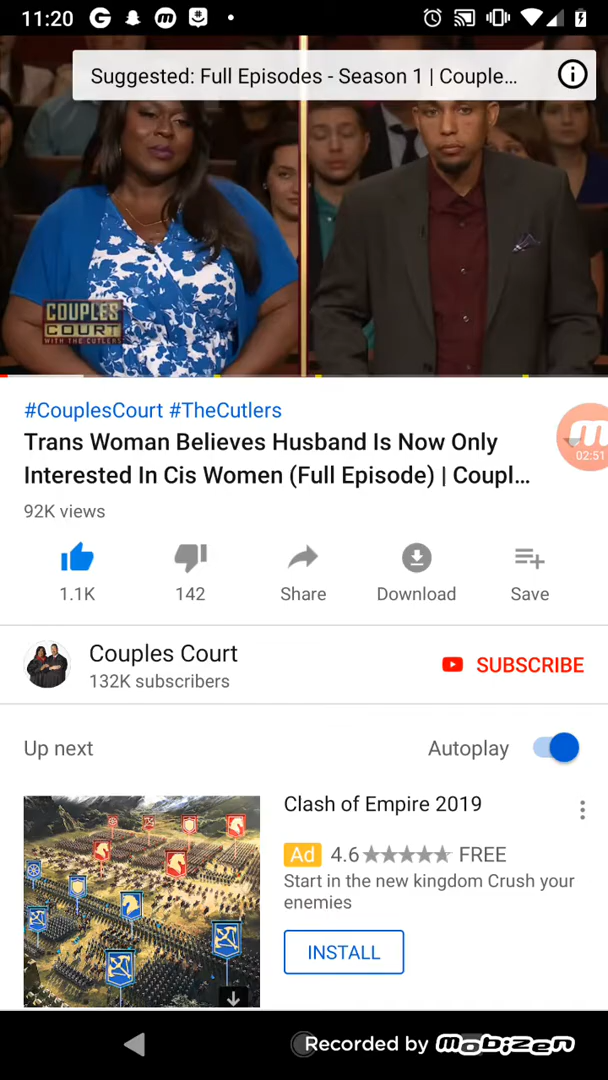 11:20
Suggested: Full Episodes - Season 1 | Couple...
COUPLES
COURT
WITH THE CUTLERS
#CouplesCourt #TheCutlers
Trans Woman Believes Husband Is Now Only
Interested In Cis Women (Full Episode) | Coupl...
02:51
92K views
1.1K
142
Share
Download
Save
Couples Court
132K subscribers
SUBSCRIBE
Up next
Autoplay
Clash of Empire 2019
Ad 4.6 FREE
Start in the new kingdom Crush your
enemies
INSTALL
Recorded by mobizen